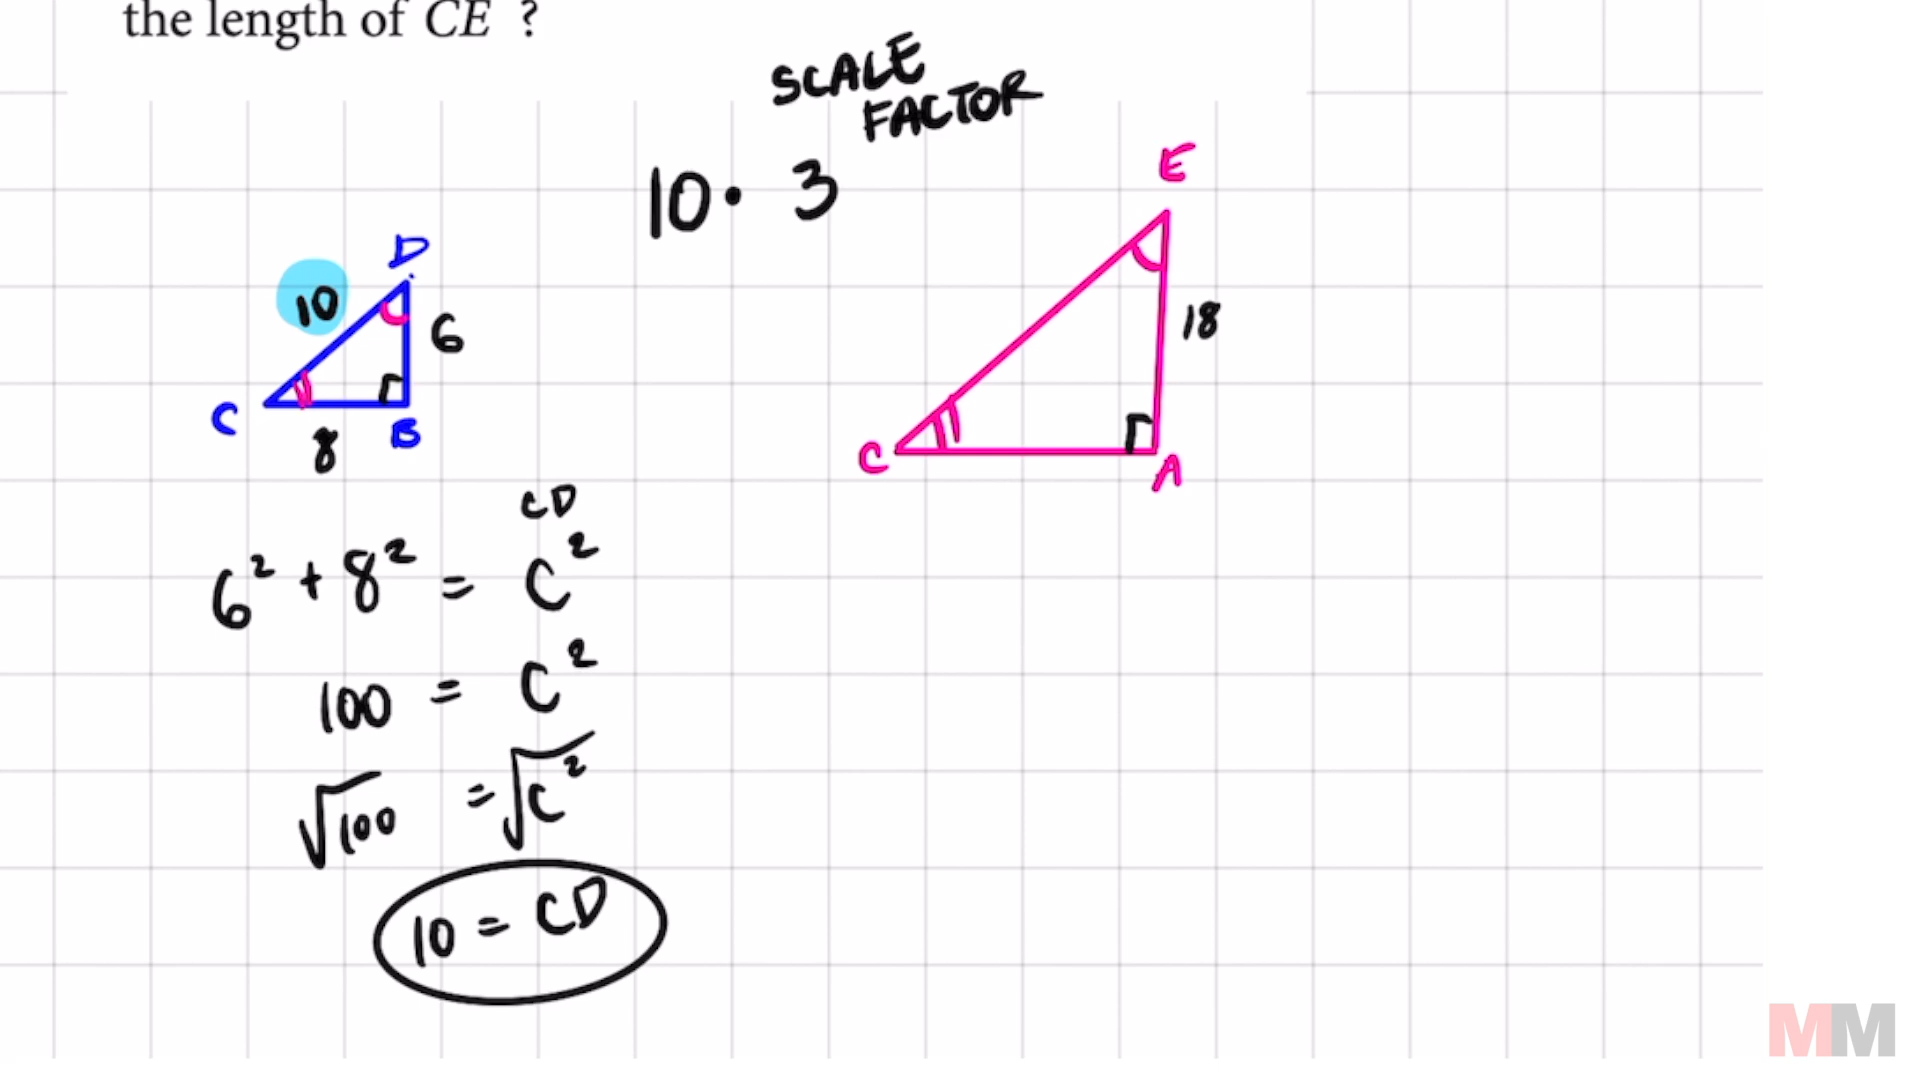 the length of CE ?
SCALE
FACTOR
10 · 3
E
D
10
6
18
C
B
8
C
A
CD
6² + 8² = C²
100 = C²
√100 = √C²
10 = CD
MM